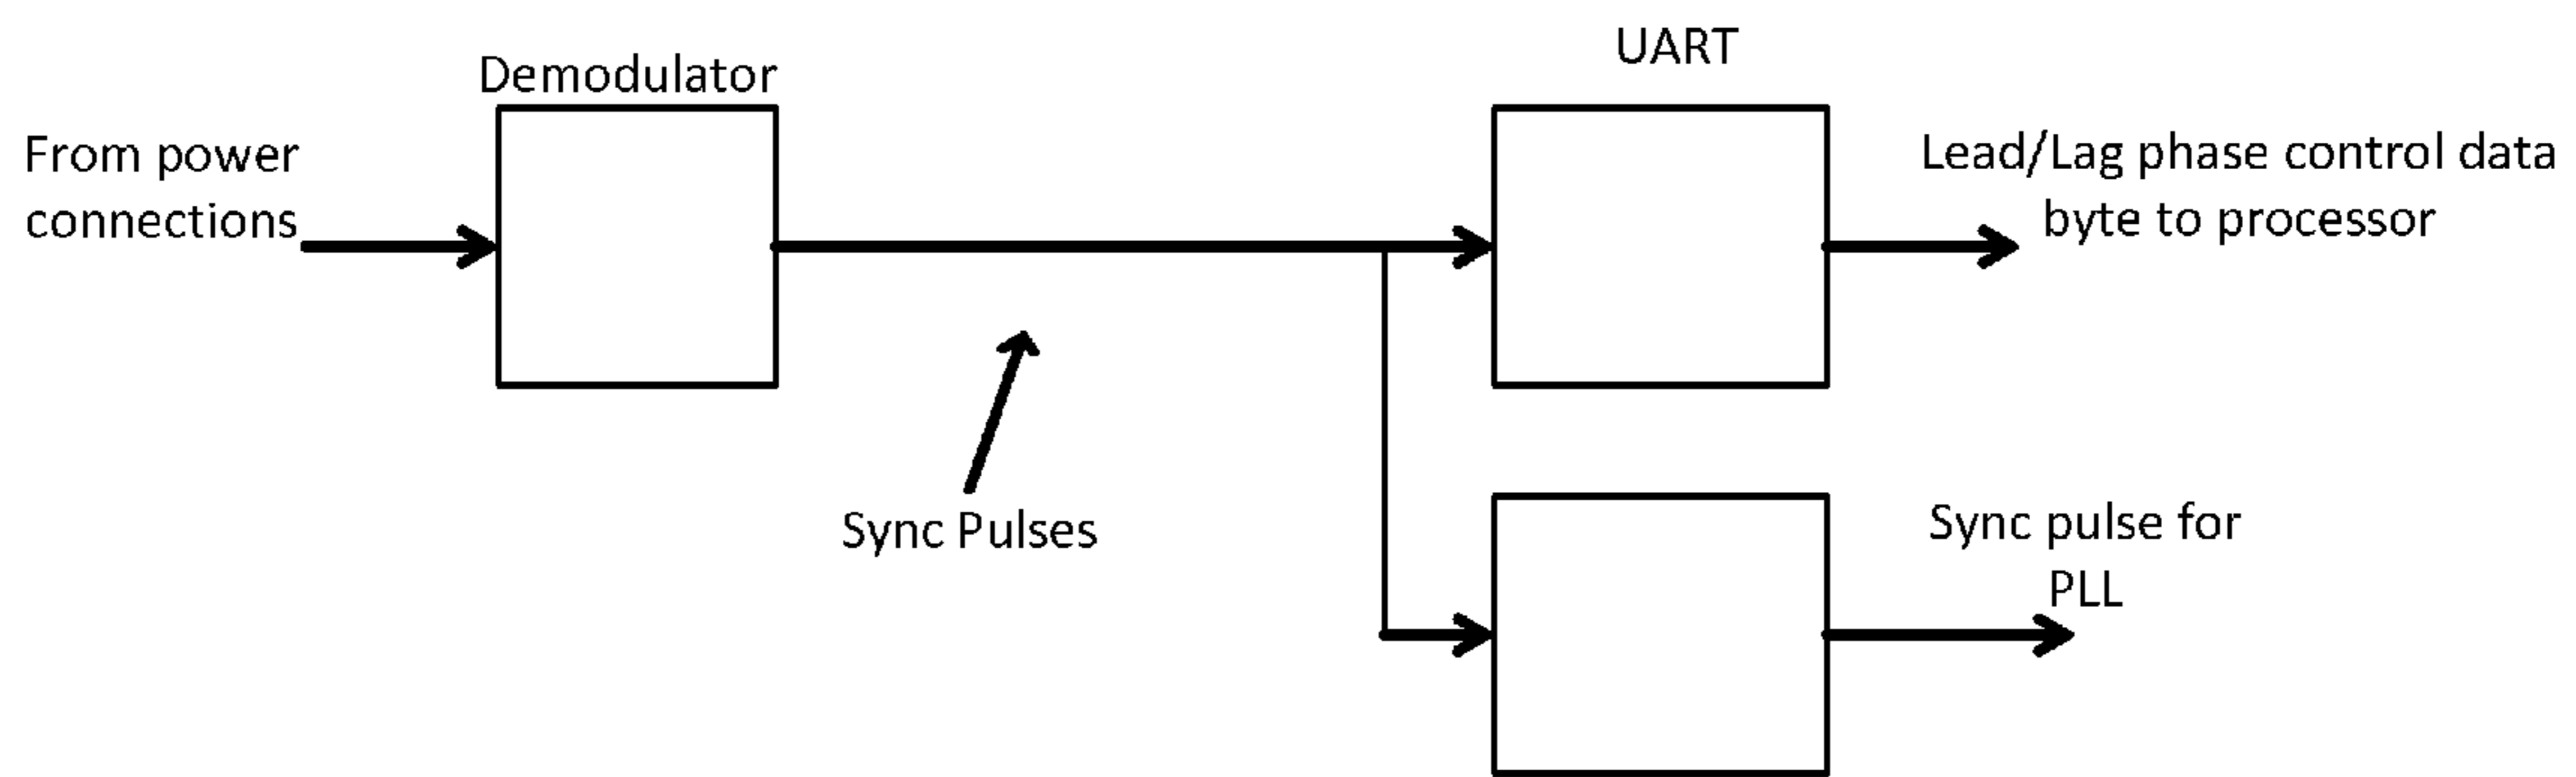 From power
connections
Demodulator
Sync Pulses
UART
Lead/Lag phase control data
byte to processor
Sync pulse for
PLL